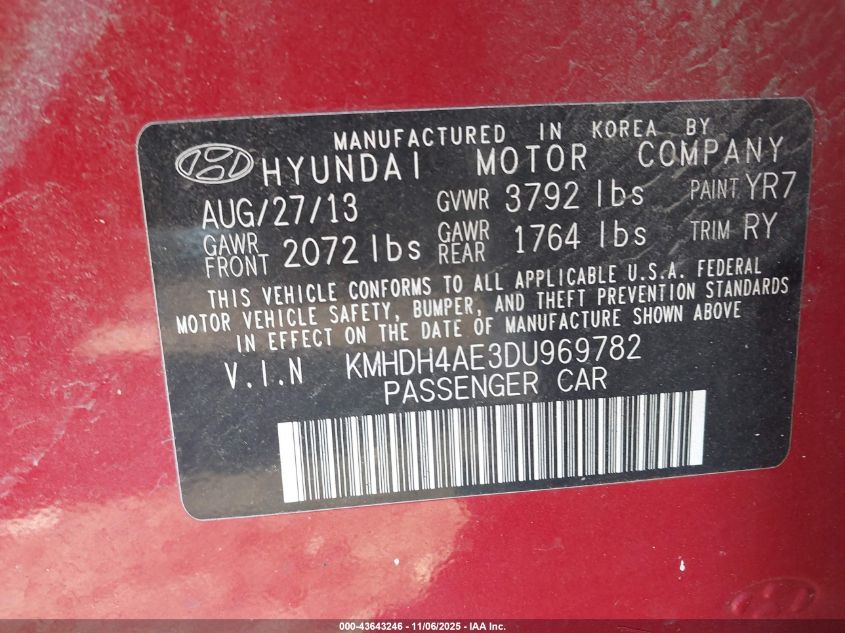 MANUFACTURED IN KOREA BY
HYUNDAI MOTOR COMPANY
AUG/27/13 GVWR 3792 lbs PAINT YR7
GAWR FRONT 2072 lbs GAWR REAR 1764 lbs TRIM RY
THIS VEHICLE CONFORMS TO ALL APPLICABLE U.S.A. FEDERAL
MOTOR VEHICLE SAFETY, BUMPER, AND THEFT PREVENTION STANDARDS
IN EFFECT ON THE DATE OF MANUFACTURE SHOWN ABOVE
V.I.N KMHDH4AE3DU969782
PASSENGER CAR
000-43643246 - 11/06/2025 - IAA Inc.